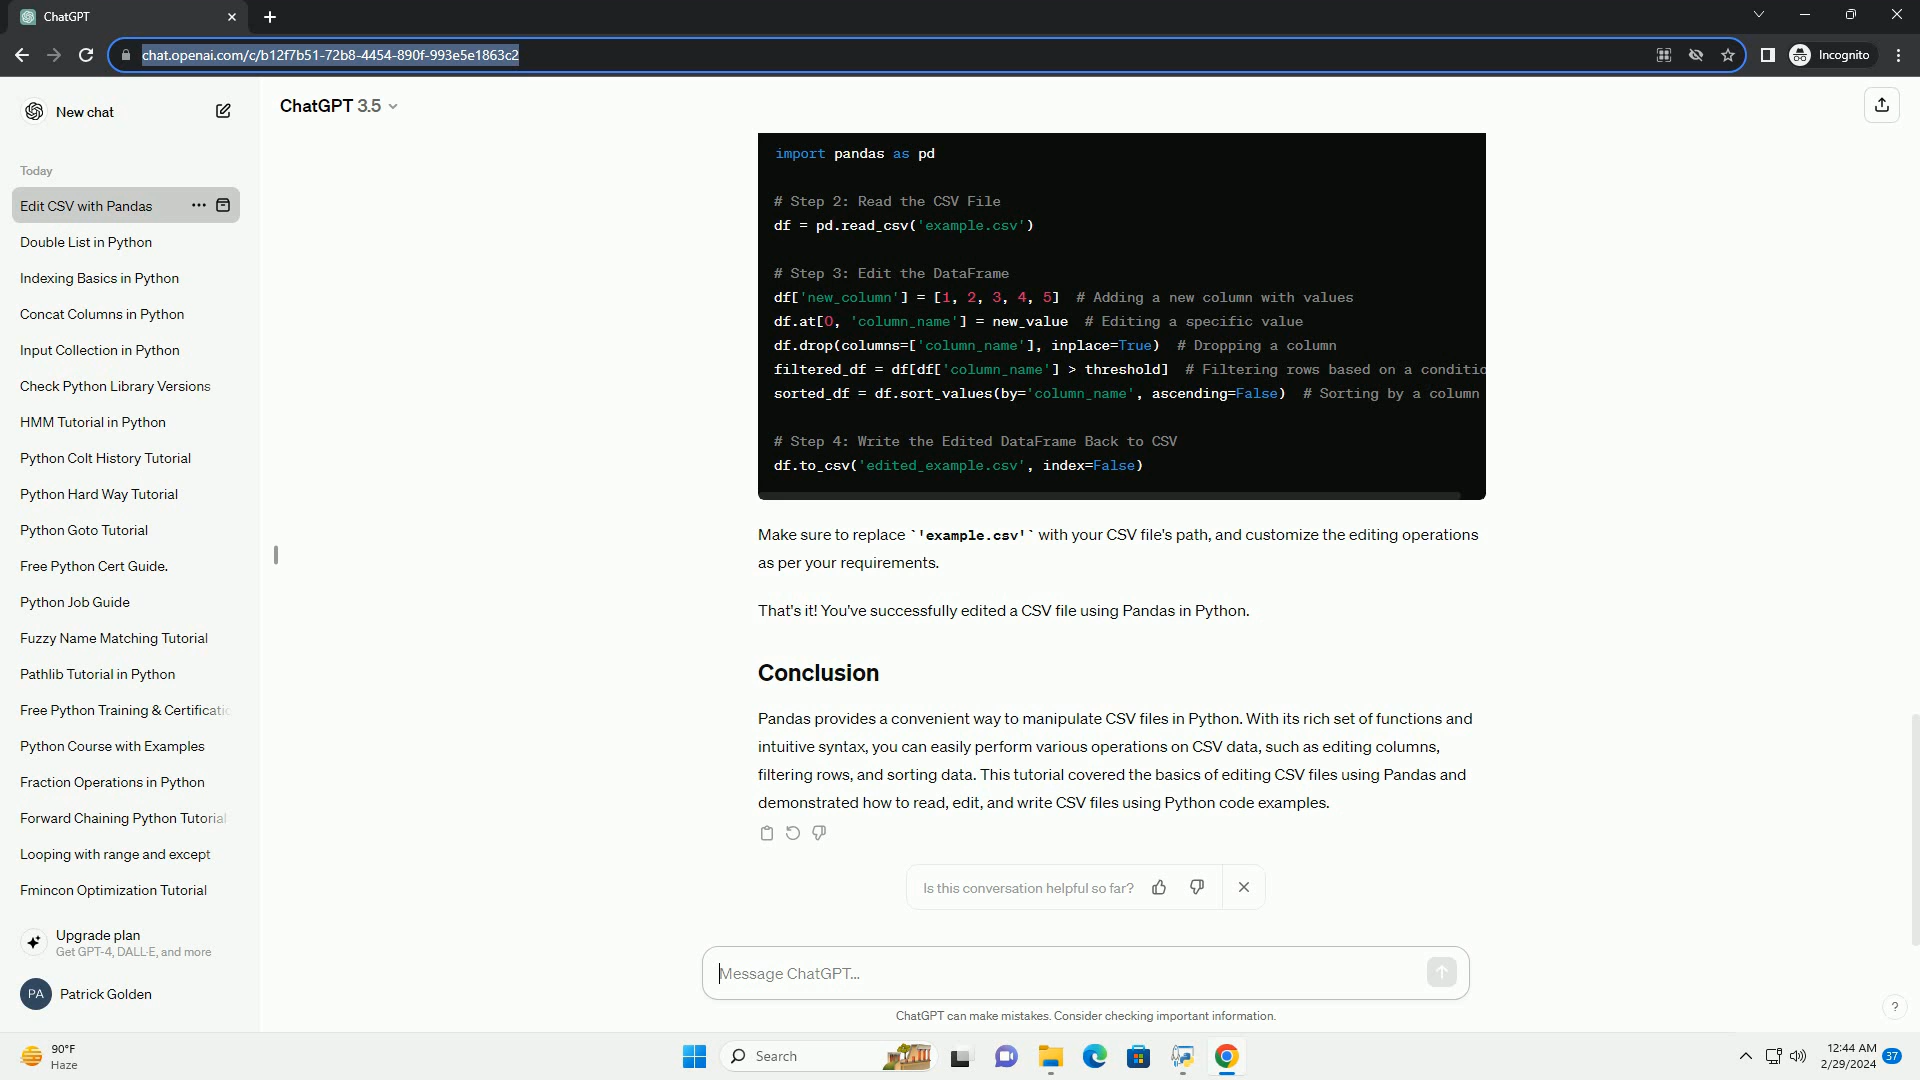 ChatGPT
chat.openai.com/c/b12f7b51-72b8-4454-890f-993e5e1863c2
Incognito
New chat
ChatGPT 3.5
Today
Edit CSV with Pandas
Double List in Python
Indexing Basics in Python
Concat Columns in Python
Input Collection in Python
Check Python Library Versions
HMM Tutorial in Python
Python Colt History Tutorial
Python Hard Way Tutorial
Python Goto Tutorial
Free Python Cert Guide.
Python Job Guide
Fuzzy Name Matching Tutorial
Pathlib Tutorial in Python
Free Python Training & Certificatic
Python Course with Examples
Fraction Operations in Python
Forward Chaining Python Tutorial
Looping with range and except
Fmincon Optimization Tutorial
Upgrade plan
Get GPT-4, DALL·E, and more
PA Patrick Golden
import pandas as pd
# Step 2: Read the CSV File
df = pd.read_csv('example.csv')
# Step 3: Edit the DataFrame
df['new_column'] = [1, 2, 3, 4, 5]  # Adding a new column with values
df.at[0, 'column_name'] = new_value  # Editing a specific value
df.drop(columns=['column_name'], inplace=True)  # Dropping a column
filtered_df = df[df['column_name'] > threshold]  # Filtering rows based on a conditio
sorted_df = df.sort_values(by='column_name', ascending=False)  # Sorting by a column
# Step 4: Write the Edited DataFrame Back to CSV
df.to_csv('edited_example.csv', index=False)
Make sure to replace `'example.csv'` with your CSV file's path, and customize the editing operations
as per your requirements.
That's it! You've successfully edited a CSV file using Pandas in Python.
Conclusion
Pandas provides a convenient way to manipulate CSV files in Python. With its rich set of functions and
intuitive syntax, you can easily perform various operations on CSV data, such as editing columns,
filtering rows, and sorting data. This tutorial covered the basics of editing CSV files using Pandas and
demonstrated how to read, edit, and write CSV files using Python code examples.
Is this conversation helpful so far?
Message ChatGPT...
ChatGPT can make mistakes. Consider checking important information.
?
90°F
Haze
Search
12:44 AM
2/29/2024
37